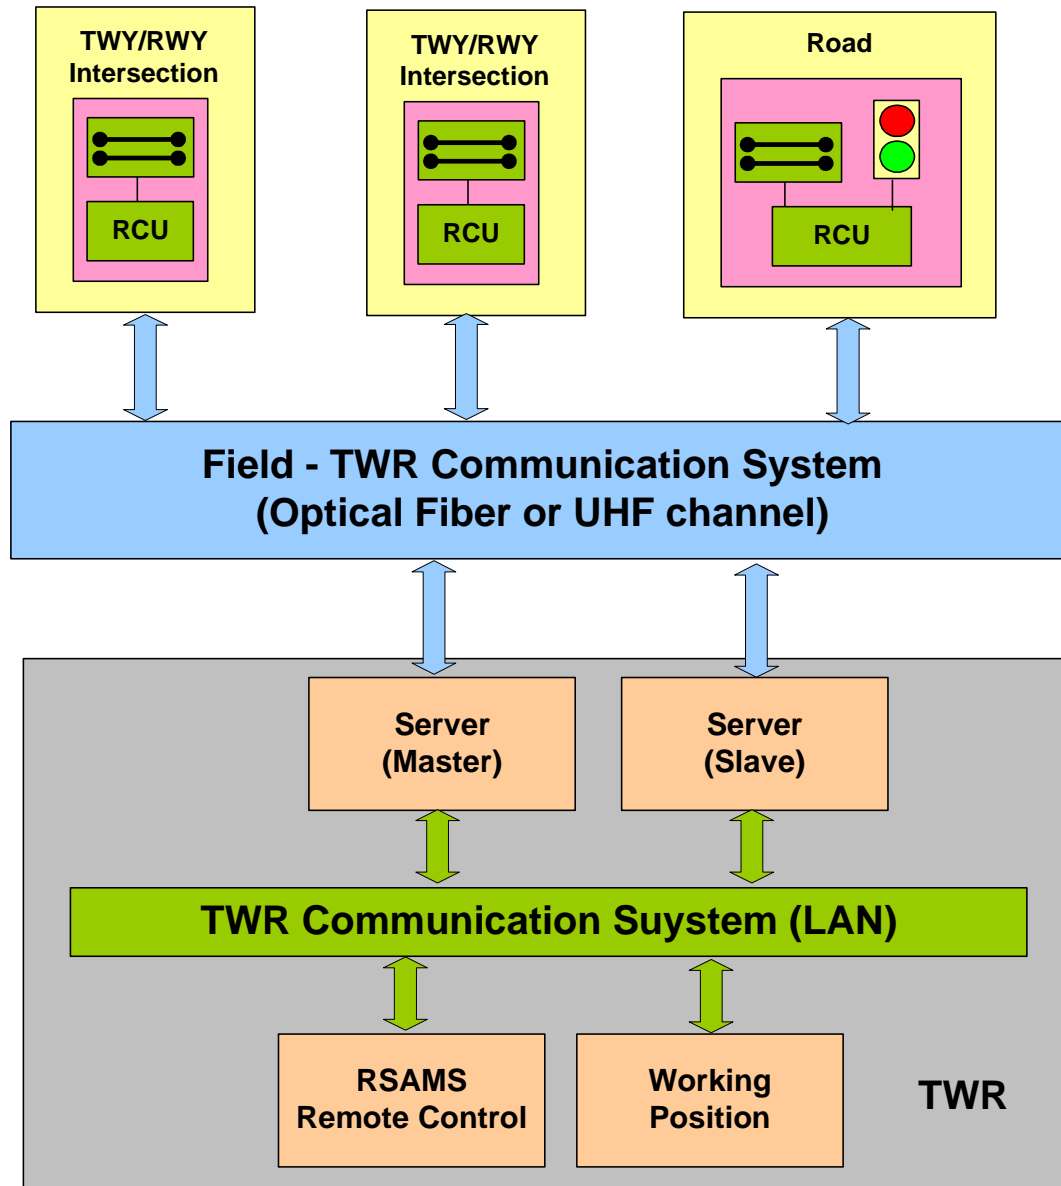 TWY/RWY
Intersection
RCU
TWY/RWY
Intersection
RCU
Road
RCU
Field - TWR Communication System
(Optical Fiber or UHF channel)
Server
(Master)
Server
(Slave)
TWR Communication Suystem (LAN)
RSAMS
Remote Control
Working
Position
TWR